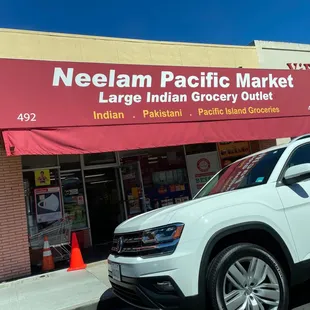 Neelam Pacific Market
Large Indian Grocery Outlet
492
Indian . Pakistani . Pacific Island Groceries